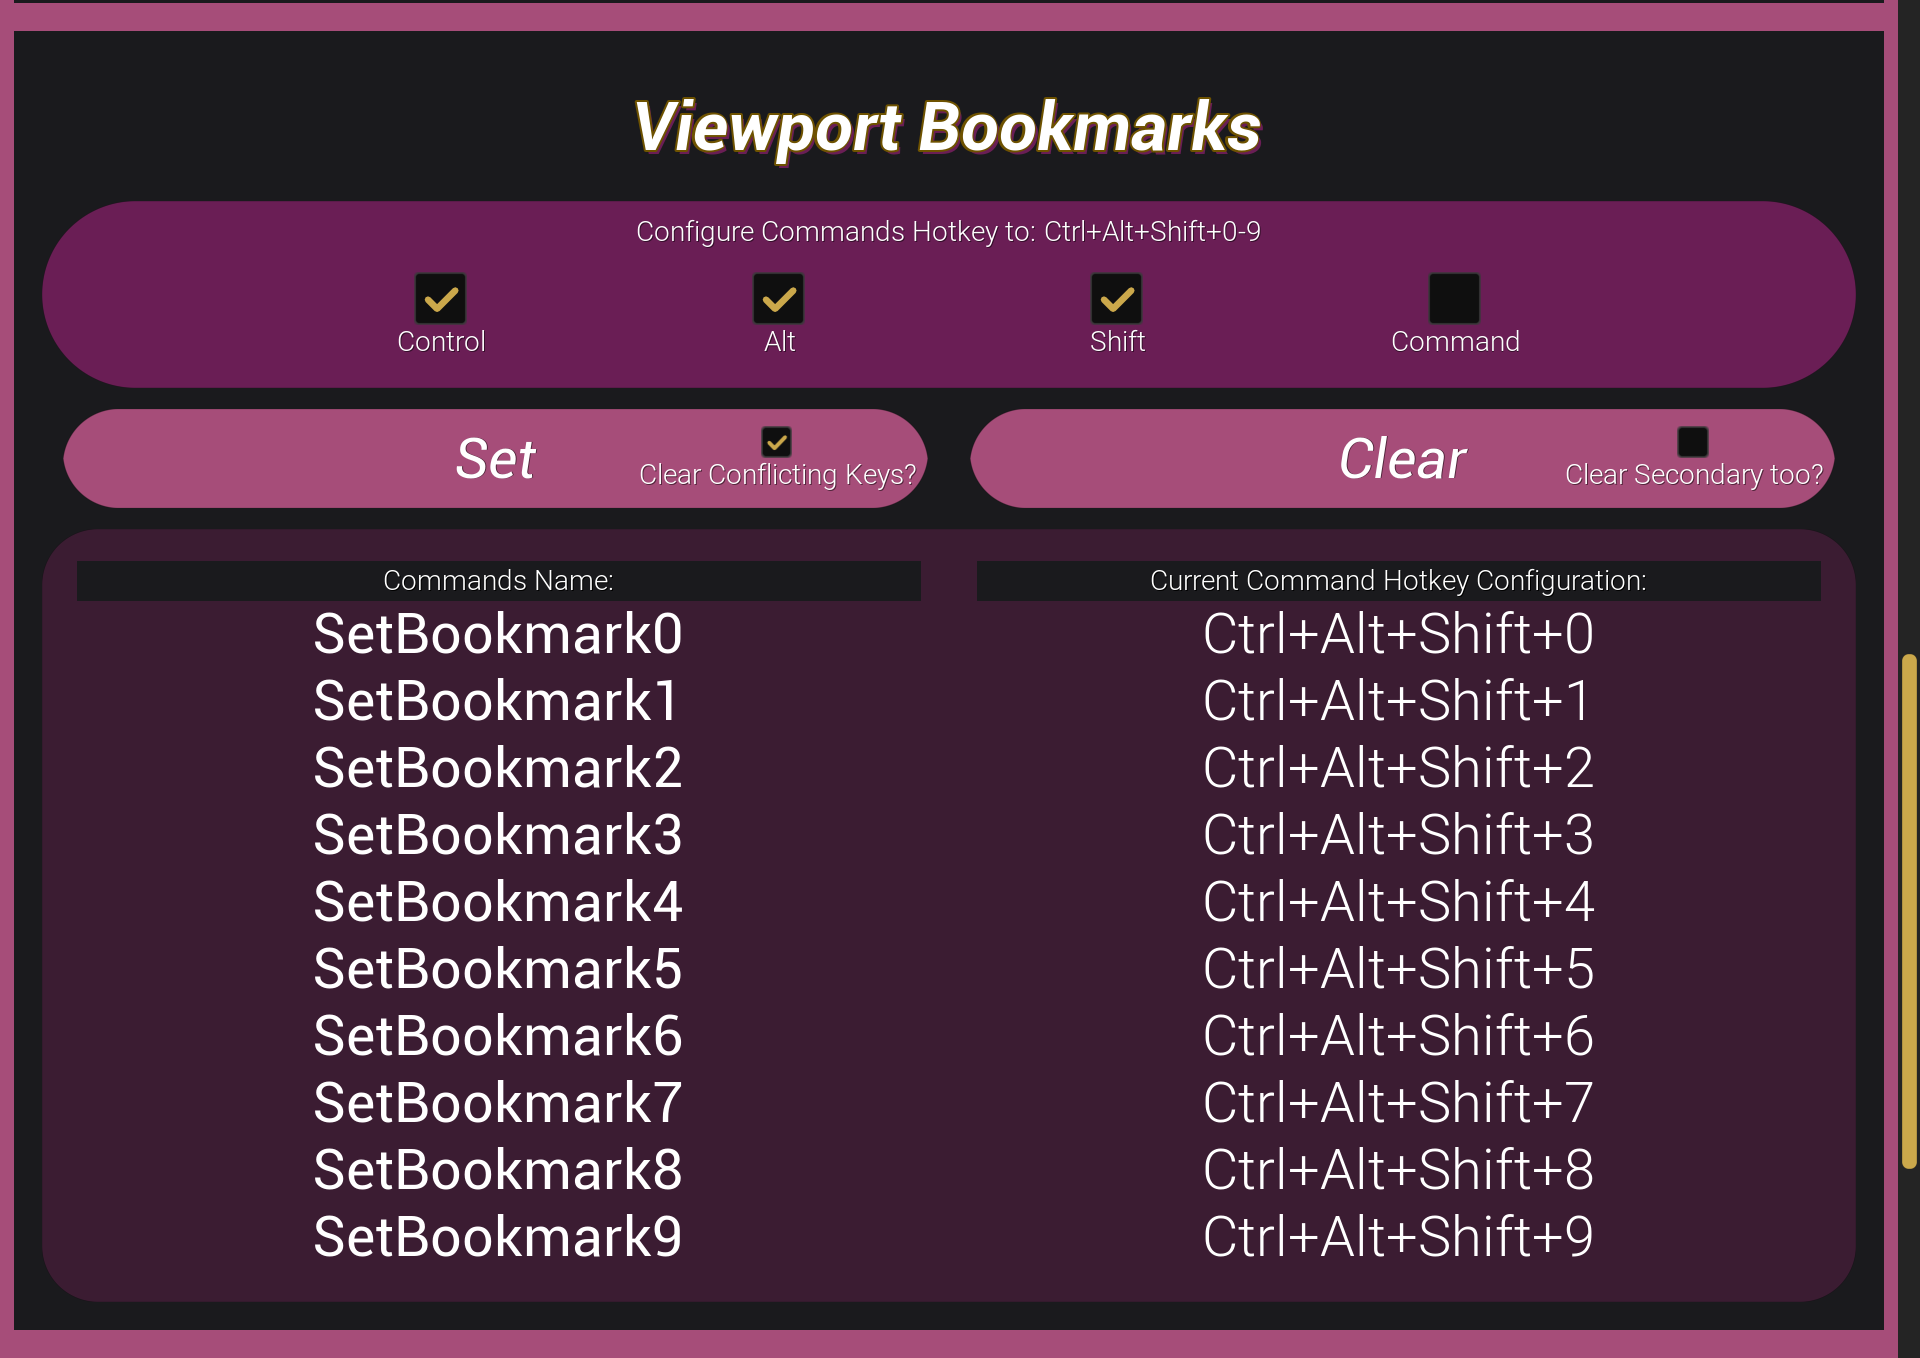 Viewport Bookmarks
Configure Commands Hotkey to: Ctrl+Alt+Shift+0-9
Control Alt Shift Command
Set Clear Conflicting Keys? Clear Clear Secondary too?
Commands Name: Current Command Hotkey Configuration:
SetBookmark0 Ctrl+Alt+Shift+0
SetBookmark1 Ctrl+Alt+Shift+1
SetBookmark2 Ctrl+Alt+Shift+2
SetBookmark3 Ctrl+Alt+Shift+3
SetBookmark4 Ctrl+Alt+Shift+4
SetBookmark5 Ctrl+Alt+Shift+5
SetBookmark6 Ctrl+Alt+Shift+6
SetBookmark7 Ctrl+Alt+Shift+7
SetBookmark8 Ctrl+Alt+Shift+8
SetBookmark9 Ctrl+Alt+Shift+9